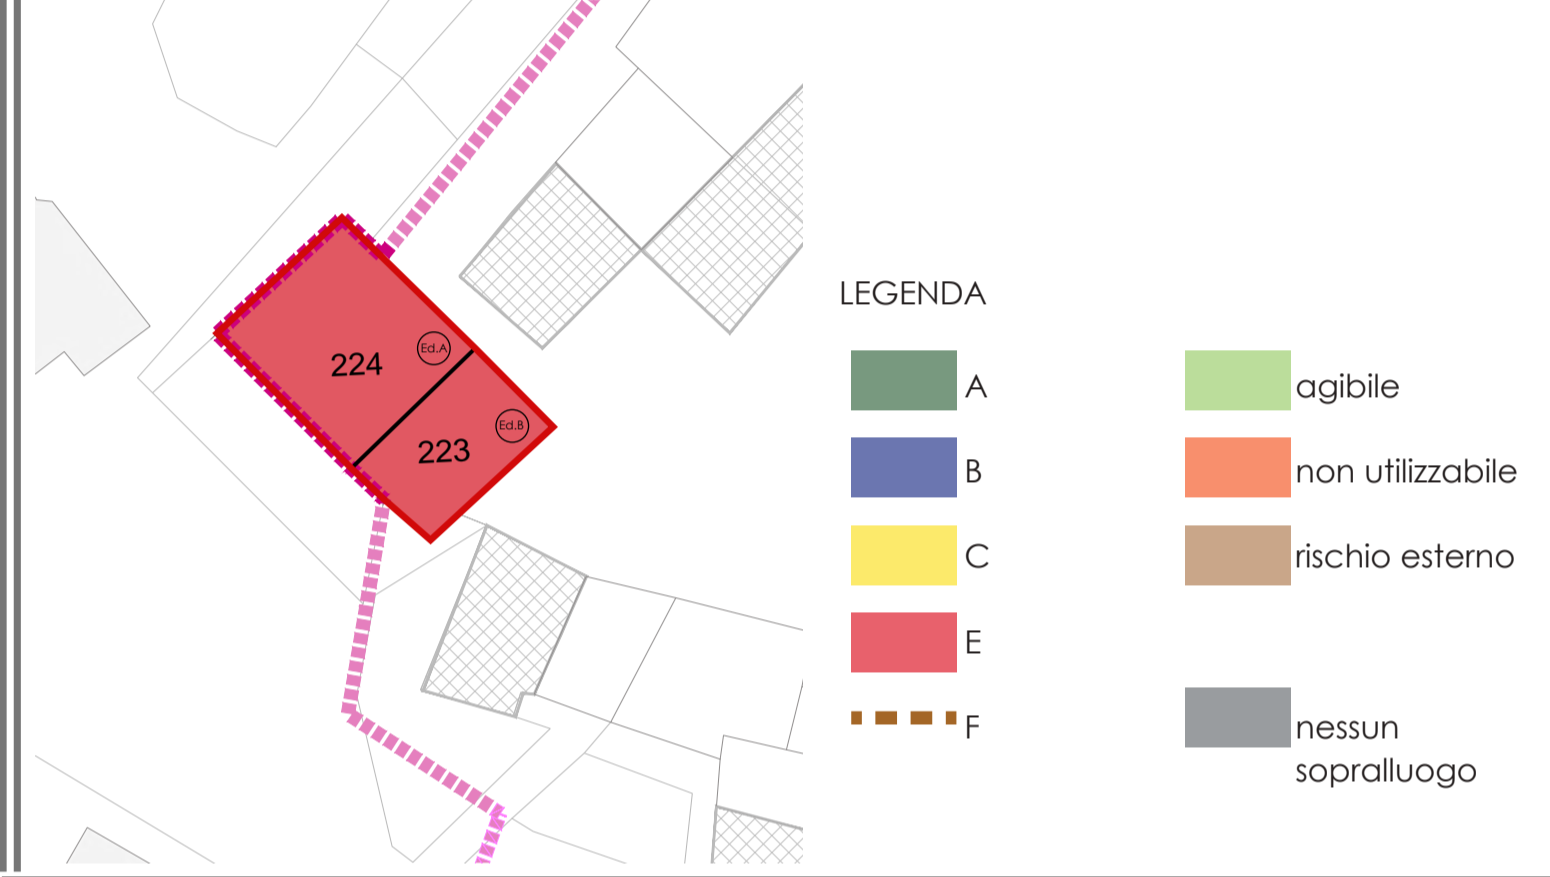 Ed.A
224
Ed.B
223
LEGENDA
A
B
C
E
F
agibile
non utilizzabile
rischio esterno
nessun
sopralluogo